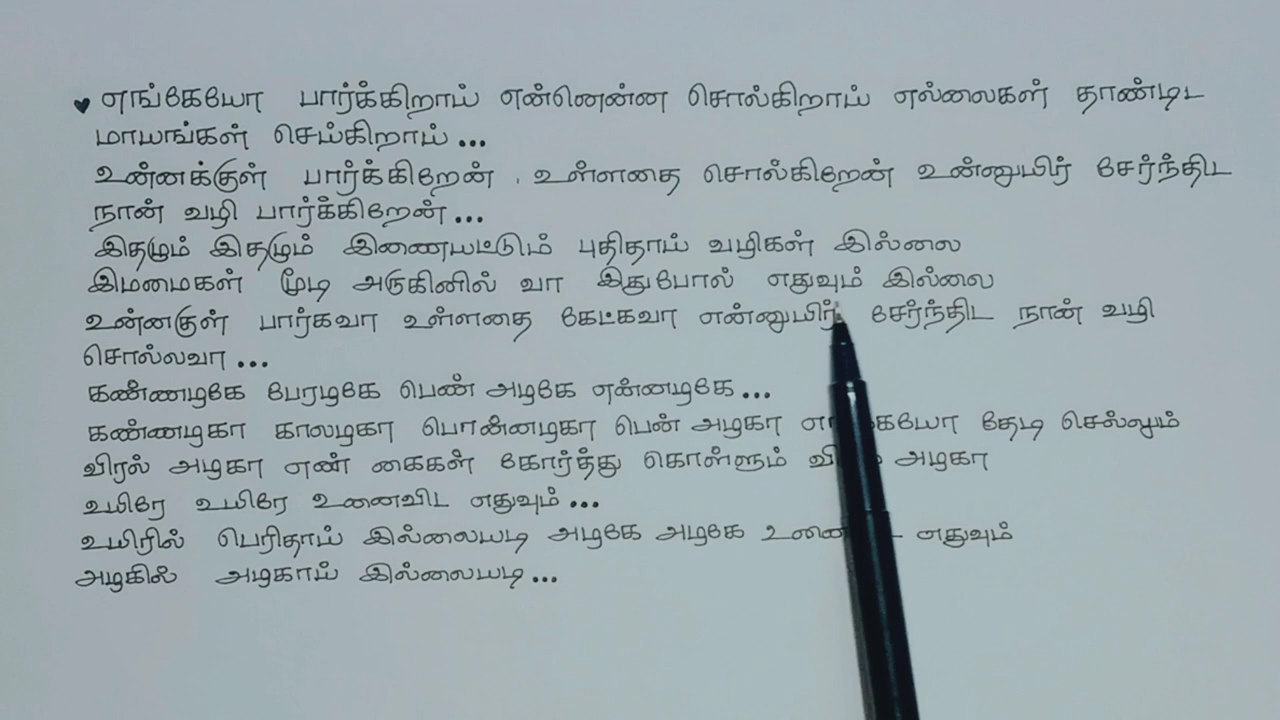 ♥ எங்கேயோ பார்க்கிறாய் என்னென்ன சொல்கிறாய் எல்லைகள் தாண்டிட
மாயங்கள் செய்கிறாய் ...
உன்னக்குள் பார்க்கிறேன் . உள்ளதை சொல்கிறேன் உன்னுயிர் சேர்ந்திட
நான் வழி பார்க்கிறேன் ...
இதழும் இதழும் இணையட்டும் புதிதாய் வழிகள் இல்லை
இமமைகள் மூடி அருகினில் வா இதுபோல் எதுவும் இல்லை
உன்னகுள் பார்கவா உள்ளதை கேட்கவா என்னுயிர் சேர்ந்திட நான் வழி
சொல்லவா ...
கண்ணழகே பேரழகே பெண் அழகே என்னழகே ...
கண்ணழகா காலழகா பொன்னழகா பென் அழகா தேடி செல்லும்
விரல் அழகா எண் கைகள் கோர்த்து கொள்ளும் அழகா
உயிரே உயிரே உனைவிட எதுவும் ...
உயிரில் பெரிதாய் இல்லையடி அழகே அழகே எதுவும்
அழகில் அழகாய் இல்லையடி ...